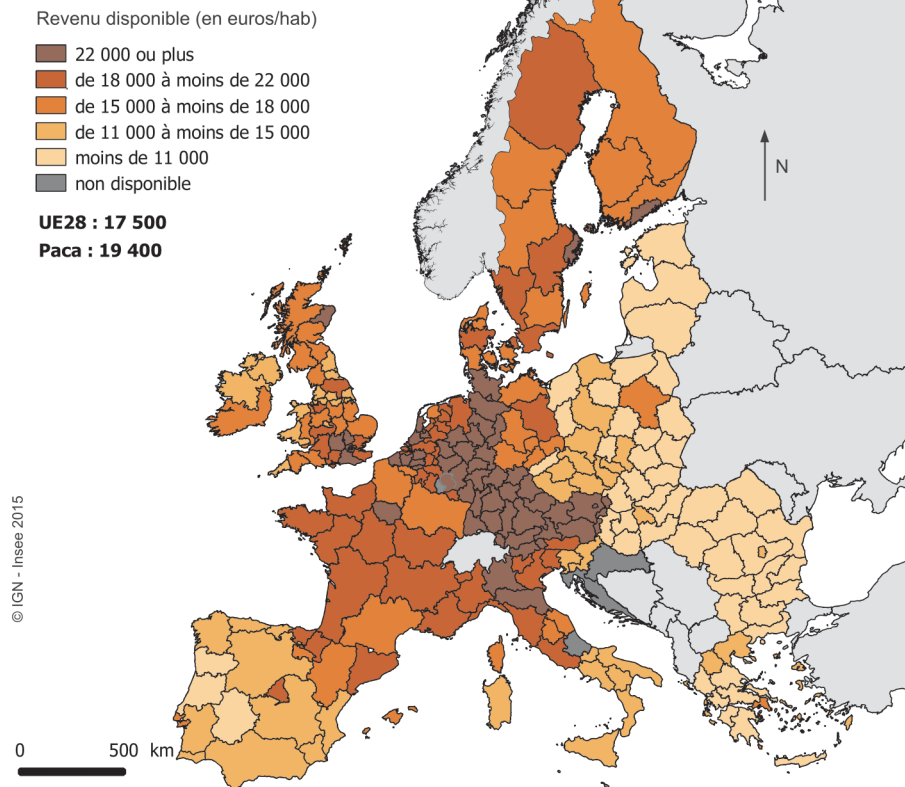 Revenu disponible (en euros/hab)
22 000 ou plus
de 18 000 à moins de 22 000
de 15 000 à moins de 18 000
de 11 000 à moins de 15 000
moins de 11 000
non disponible
UE28 : 17 500
Paca : 19 400
N
© IGN - Insee 2015
0 500 km